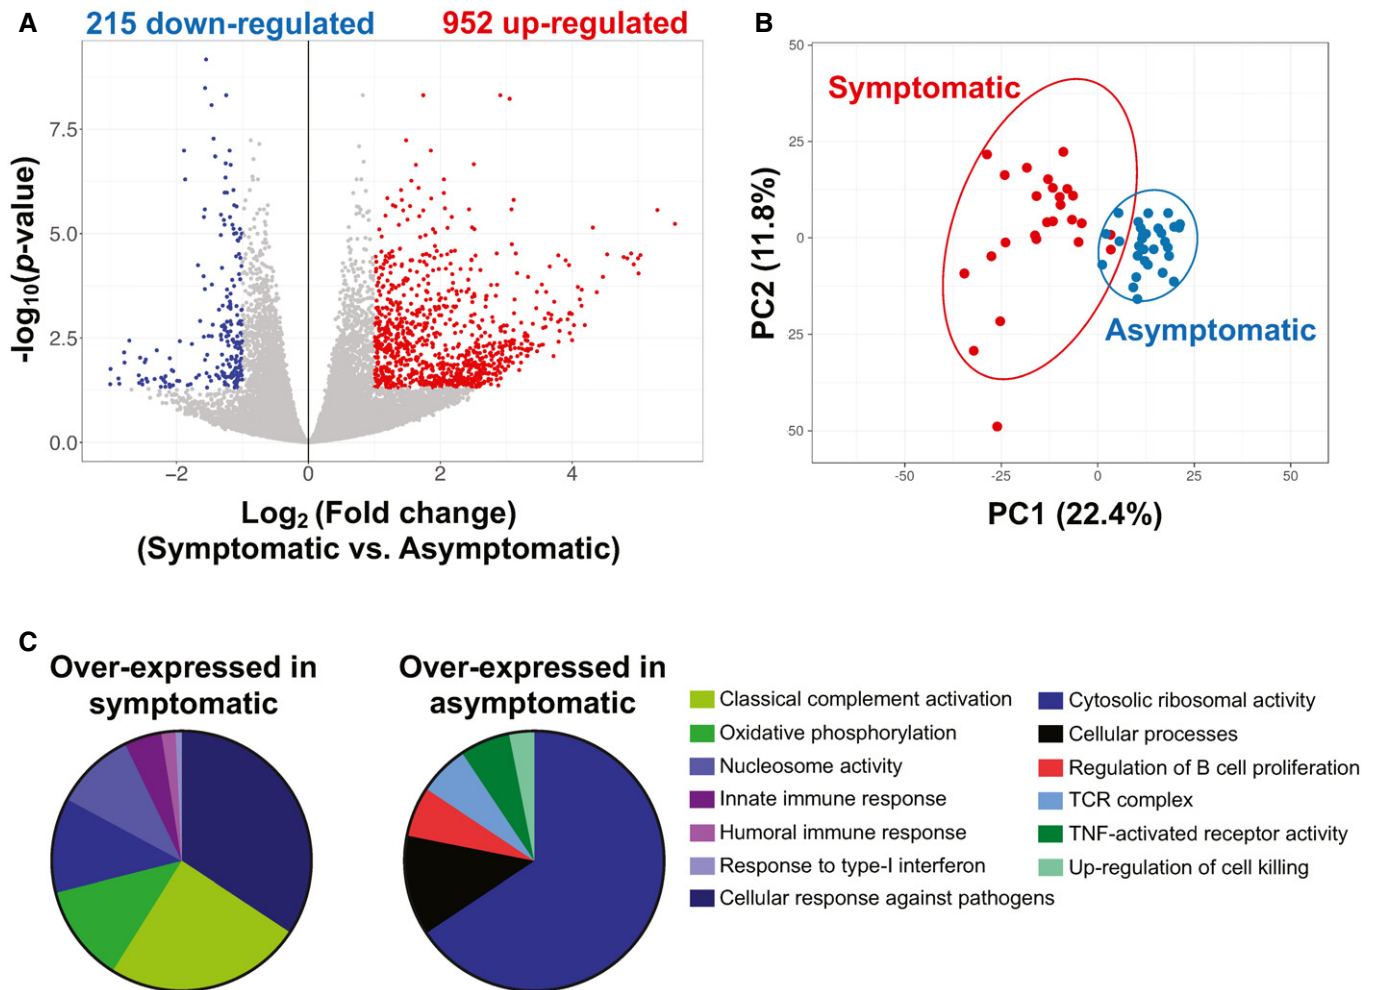 A
215 down-regulated
952 up-regulated
-log10(p-value)
7.5
5.0
2.5
0.0
−2
0
2
4
Log2 (Fold change)
(Symptomatic vs. Asymptomatic)
B
Symptomatic
Asymptomatic
PC2 (11.8%)
50
25
0
25
50
-50
-25
0
25
50
PC1 (22.4%)
C
Over-expressed in
symptomatic
Over-expressed in
asymptomatic
Classical complement activation
Oxidative phosphorylation
Nucleosome activity
Innate immune response
Humoral immune response
Response to type-I interferon
Cellular response against pathogens
Cytosolic ribosomal activity
Cellular processes
Regulation of B cell proliferation
TCR complex
TNF-activated receptor activity
Up-regulation of cell killing